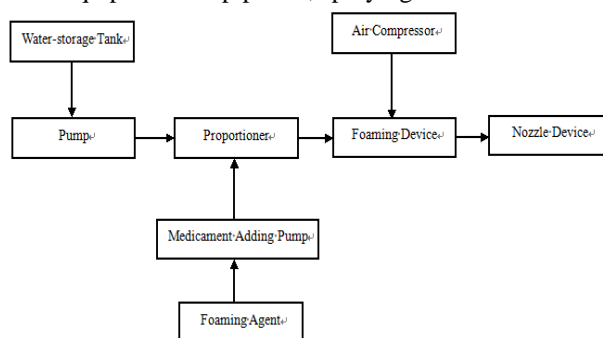 Air Compressor
Water-storage Tank
Pump
Proportioner
Foaming Device
Nozzle Device
Medicament Adding Pump
Foaming Agent